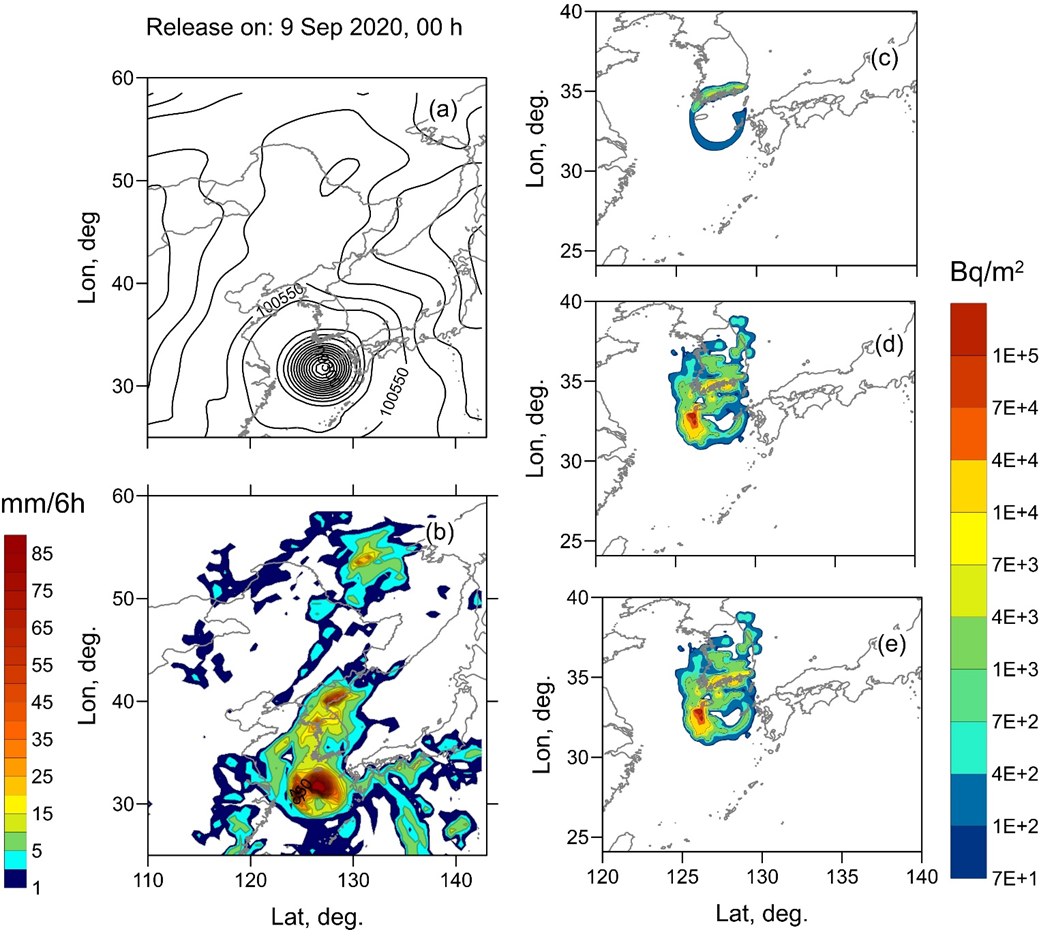 Release on: 9 Sep 2020, 00 h
(a)
60
50
40
30
Lon, deg
100550
100550
mm/6h
85
75
65
55
45
35
25
15
5
1
(b)
60
50
40
30
Lon, deg.
110
120
130
140
Lat, deg.
(c)
40
35
30
25
Lon, deg.
(d)
40
35
30
25
Lon, deg.
(e)
40
35
30
25
Lon, deg.
120
125
130
135
140
Lat, deg.
Bq/m²
1E+5
7E+4
4E+4
1E+4
7E+3
4E+3
1E+3
7E+2
4E+2
1E+2
7E+1